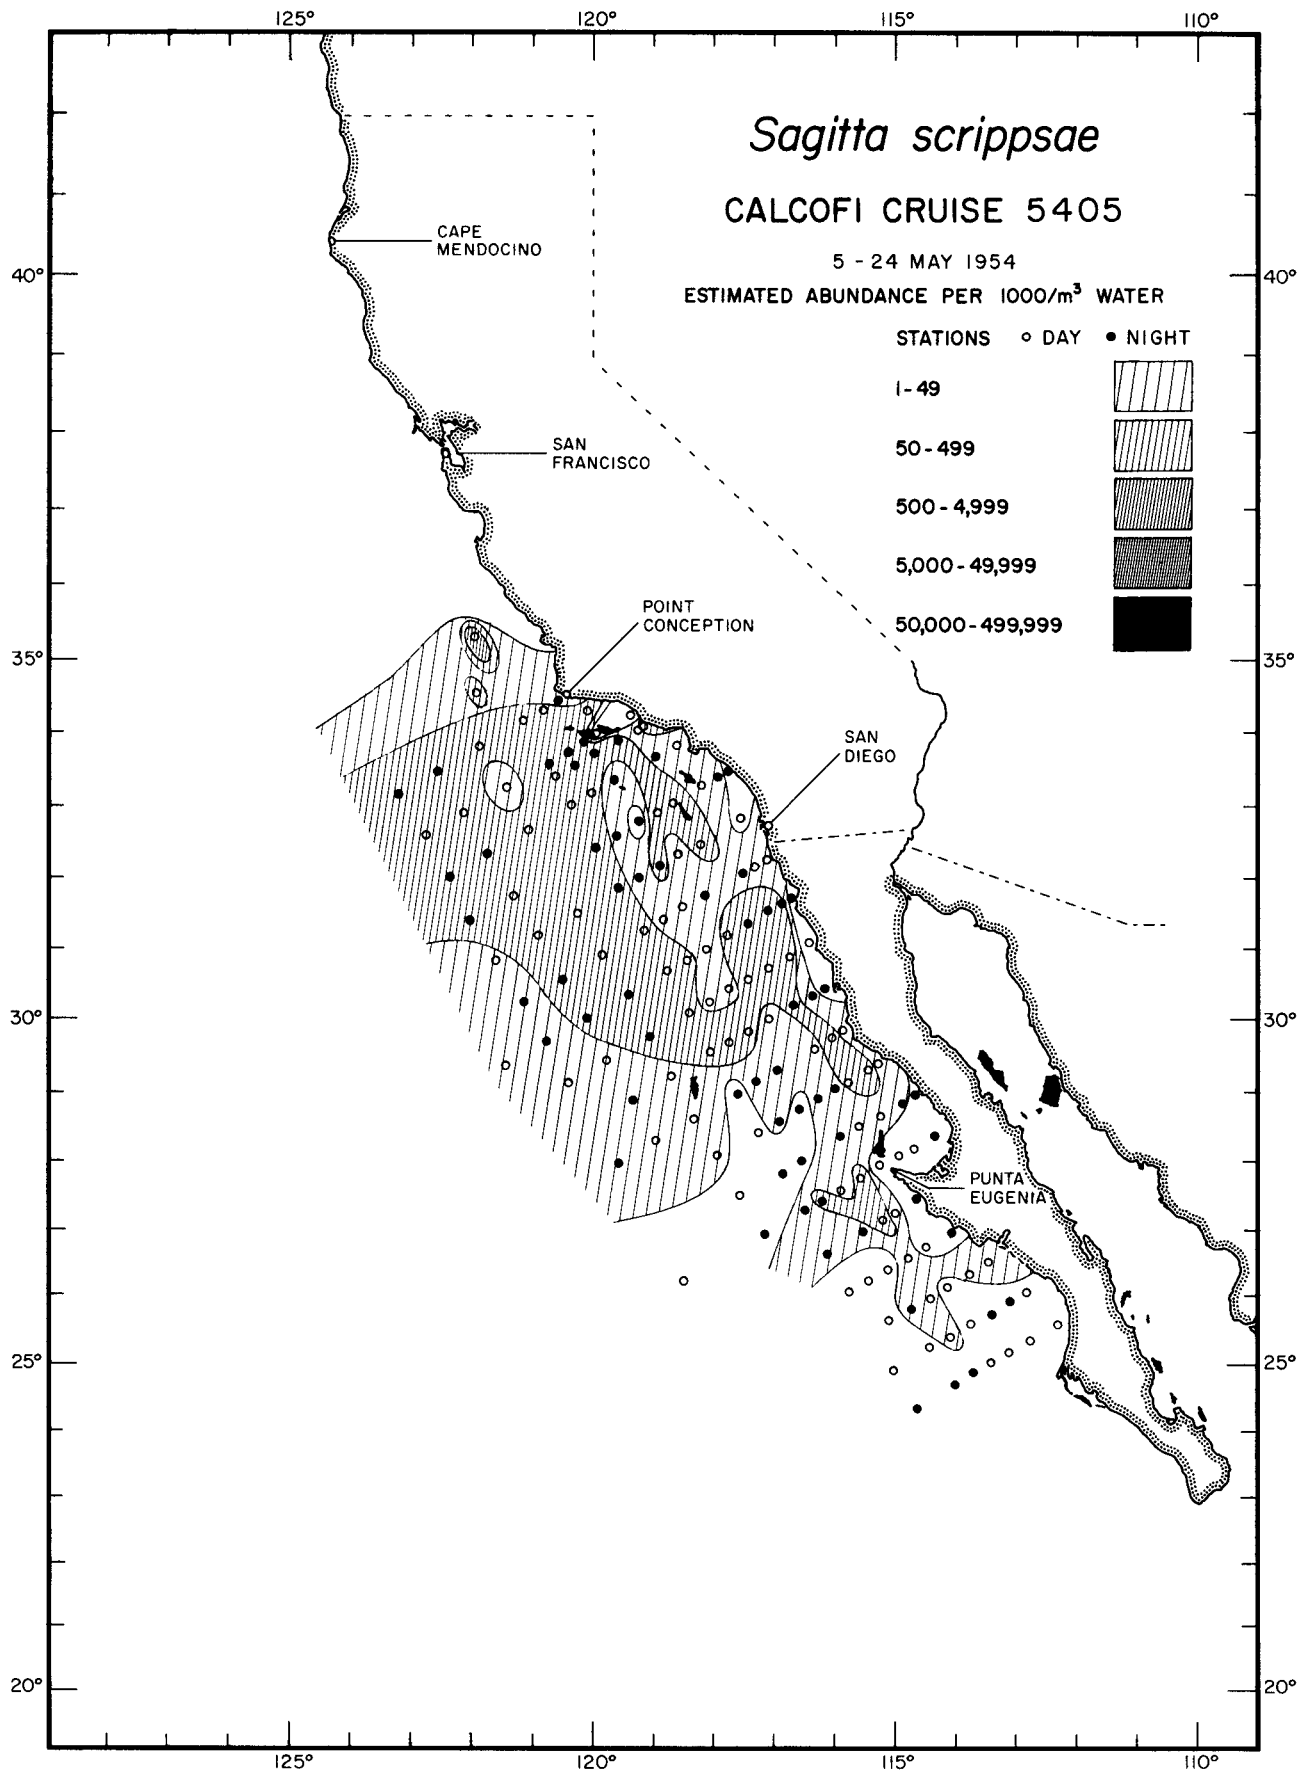 125° 120° 115° 110°
Sagitta scrippsae
CALCOFI CRUISE 5405
5 - 24 MAY 1954
ESTIMATED ABUNDANCE PER 1000/m³ WATER
STATIONS ○ DAY ● NIGHT
1-49
50-499
500-4,999
5,000-49,999
50,000-499,999
CAPE
MENDOCINO
40° 40°
SAN
FRANCISCO
POINT
CONCEPTION
35° 35°
SAN
DIEGO
30° 30°
PUNTA
EUGENIA
25° 25°
20° 20°
125° 120° 115° 110°